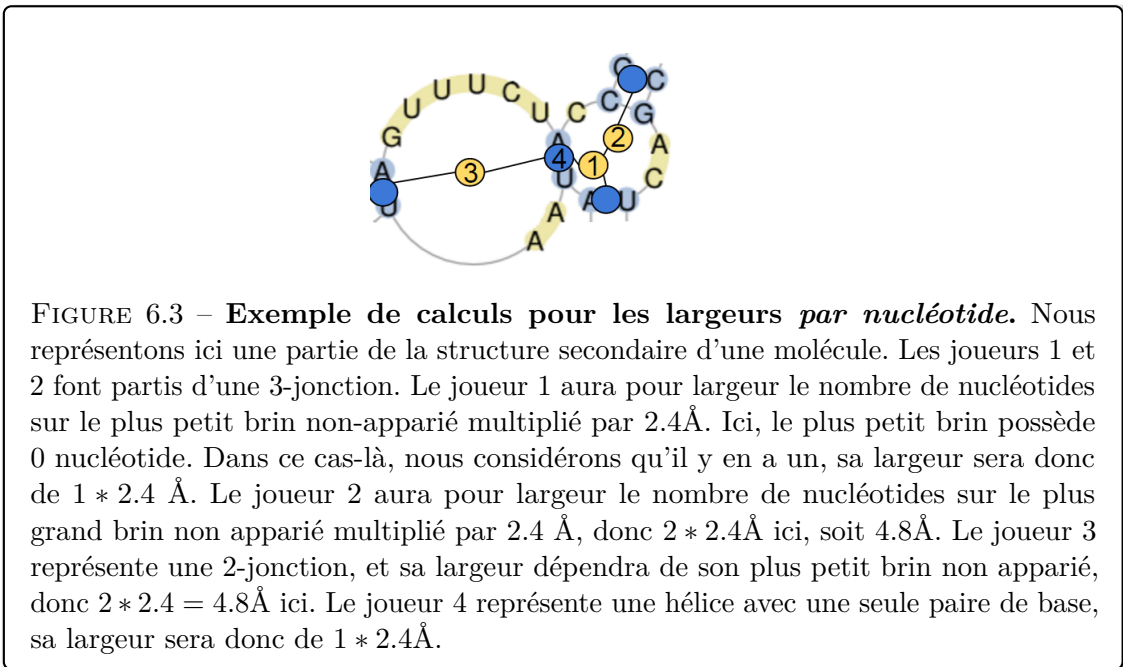 C
C
C
C
G
U U U C U
U
G
A
U
A
A
A
A
U
U
A
U
C
A
1
2
3
4
FIGURE 6.3 – Exemple de calculs pour les largeurs par nucléotide. Nous
représentons ici une partie de la structure secondaire d'une molécule. Les joueurs 1 et
2 font partis d'une 3-jonction. Le joueur 1 aura pour largeur le nombre de nucléotides
sur le plus petit brin non-apparié multiplié par 2.4Å. Ici, le plus petit brin possède
0 nucléotide. Dans ce cas-là, nous considérons qu'il y en a un, sa largeur sera donc
de 1 ∗ 2.4 Å. Le joueur 2 aura pour largeur le nombre de nucléotides sur le plus
grand brin non apparié multiplié par 2.4 Å, donc 2 ∗ 2.4Å ici, soit 4.8Å. Le joueur 3
représente une 2-jonction, et sa largeur dépendra de son plus petit brin non apparié,
donc 2 ∗ 2.4 = 4.8Å ici. Le joueur 4 représente une hélice avec une seule paire de base,
sa largeur sera donc de 1 ∗ 2.4Å.